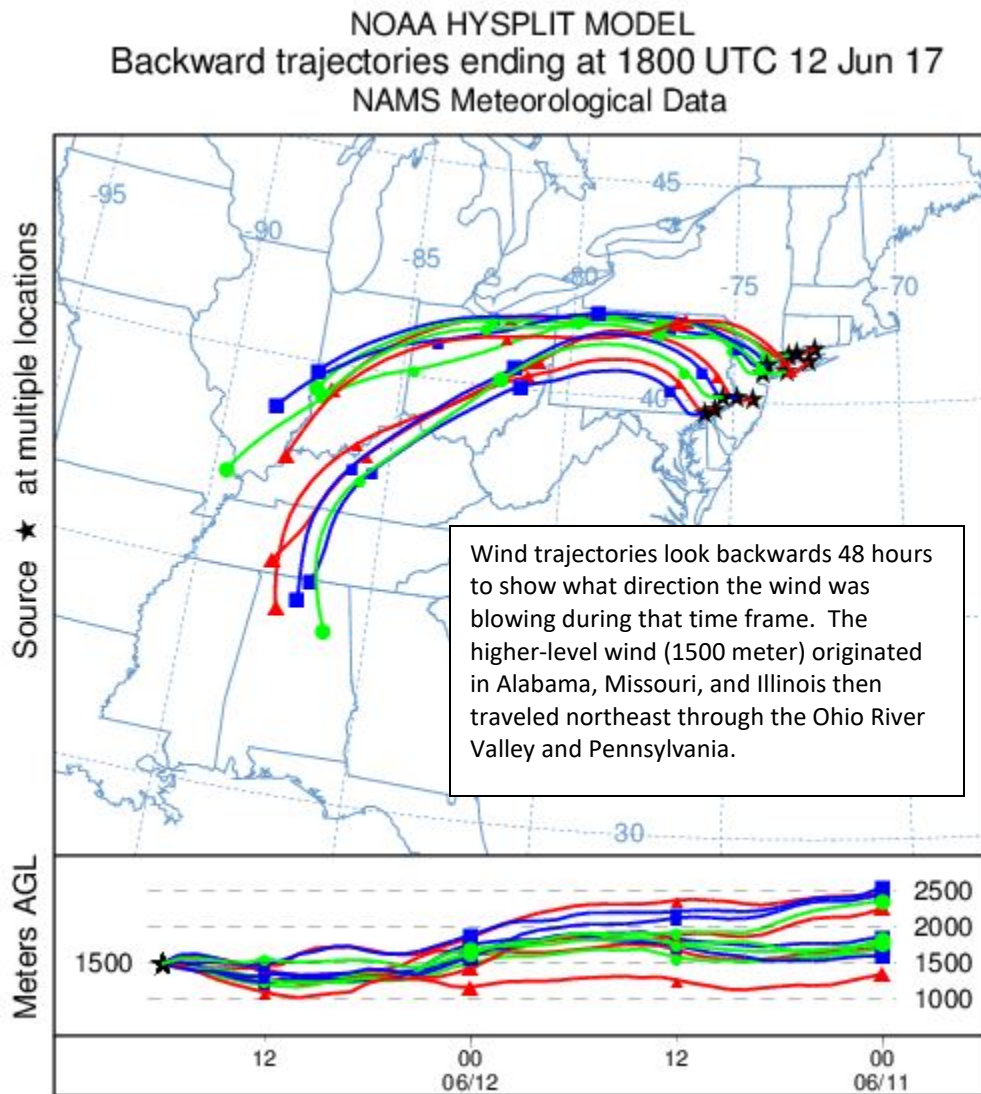 NOAA HYSPLIT MODEL
Backward trajectories ending at 1800 UTC 12 Jun 17
NAMS Meteorological Data
Source ★ at multiple locations
-95
-90
-85
-80
-75
-70
45
40
30
Wind trajectories look backwards 48 hours
to show what direction the wind was
blowing during that time frame.  The
higher-level wind (1500 meter) originated
in Alabama, Missouri, and Illinois then
traveled northeast through the Ohio River
Valley and Pennsylvania.
Meters AGL
1500
2500
2000
1500
1000
12 00 12 00
06/12 06/11